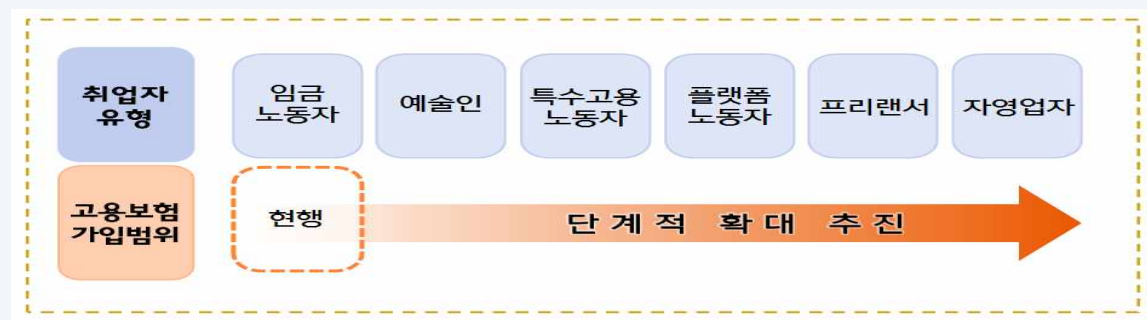 취업자
유형
임금
노동자
예술인
특수고용
노동자
플랫폼
노동자
프리랜서
자영업자
고용보험
가입범위
현행
단계적 확대 추진